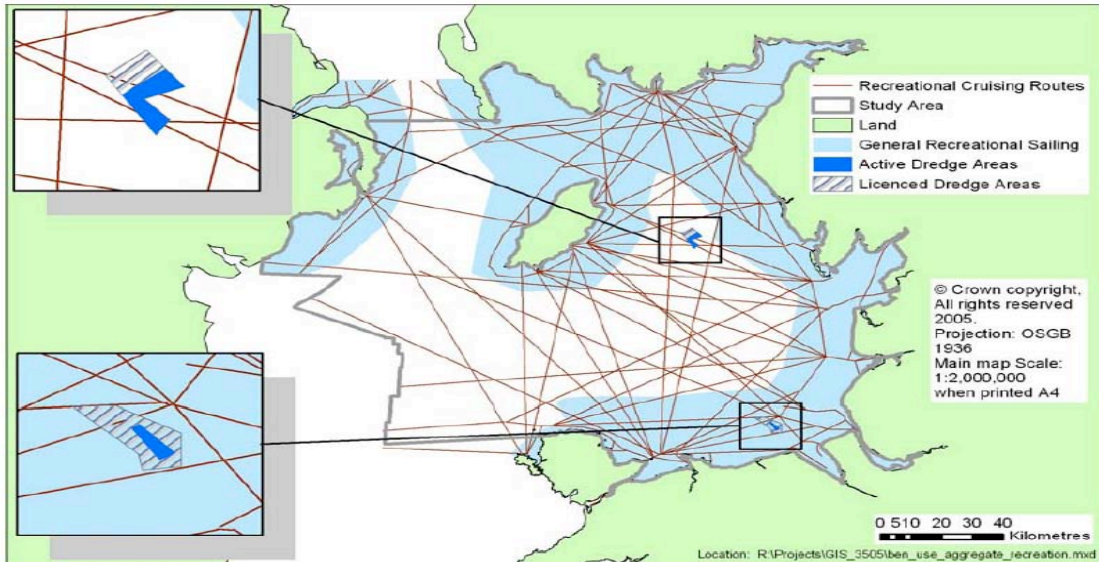 Recreational Cruising Routes
Study Area
Land
General Recreational Sailing
Active Dredge Areas
Licenced Dredge Areas
© Crown copyright,
All rights reserved
2005.
Projection: OSGB
1936
Main map Scale:
1:2,000,000
when printed A4
0 510 20 30 40
Kilometres
Location: R:\Projects\GIS_3505\ben_use_aggregate_recreation.mxd